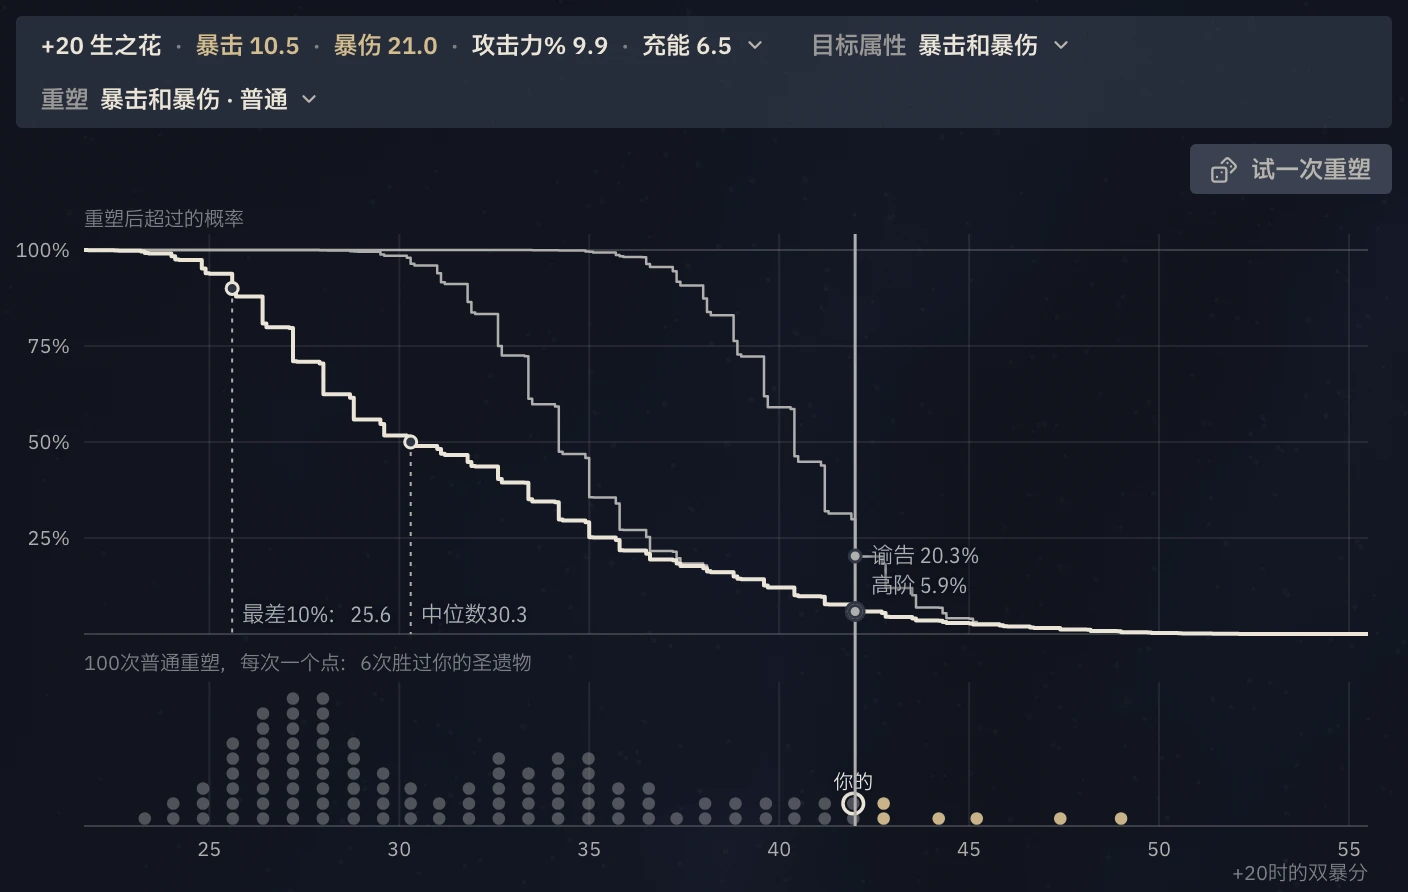 +20 生之花 · 暴击 10.5 · 暴伤 21.0 · 攻击力% 9.9 · 充能 6.5 目标属性 暴击和暴伤
重塑 暴击和暴伤 · 普通
试一次重塑
重塑后超过的概率
100%
75%
50%
25%
谕告 20.3%
高阶 5.9%
最差10%： 25.6 中位数30.3
100次普通重塑，每次一个点：6次胜过你的圣遗物
你的
25 30 35 40 45 50 55
+20时的双暴分